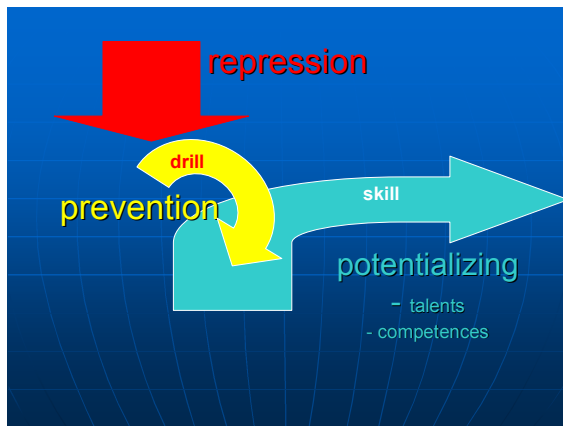 repression
drill
skill
prevention
potentializing
- talents
- competences